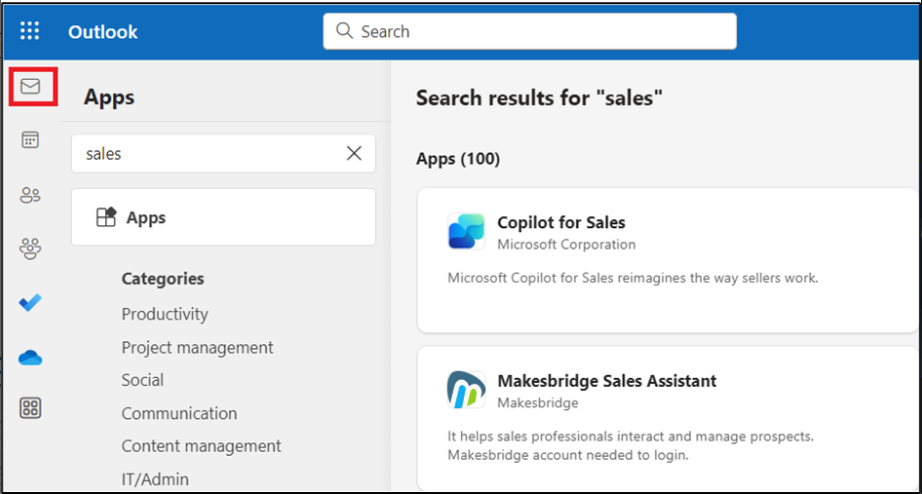 Outlook
Search
Apps
sales
Apps
Categories
Productivity
Project management
Social
Communication
Content management
IT/Admin
Search results for "sales"
Apps (100)
Copilot for Sales
Microsoft Corporation
Microsoft Copilot for Sales reimagines the way sellers work.
Makesbridge Sales Assistant
Makesbridge
It helps sales professionals interact and manage prospects.
Makesbridge account needed to login.